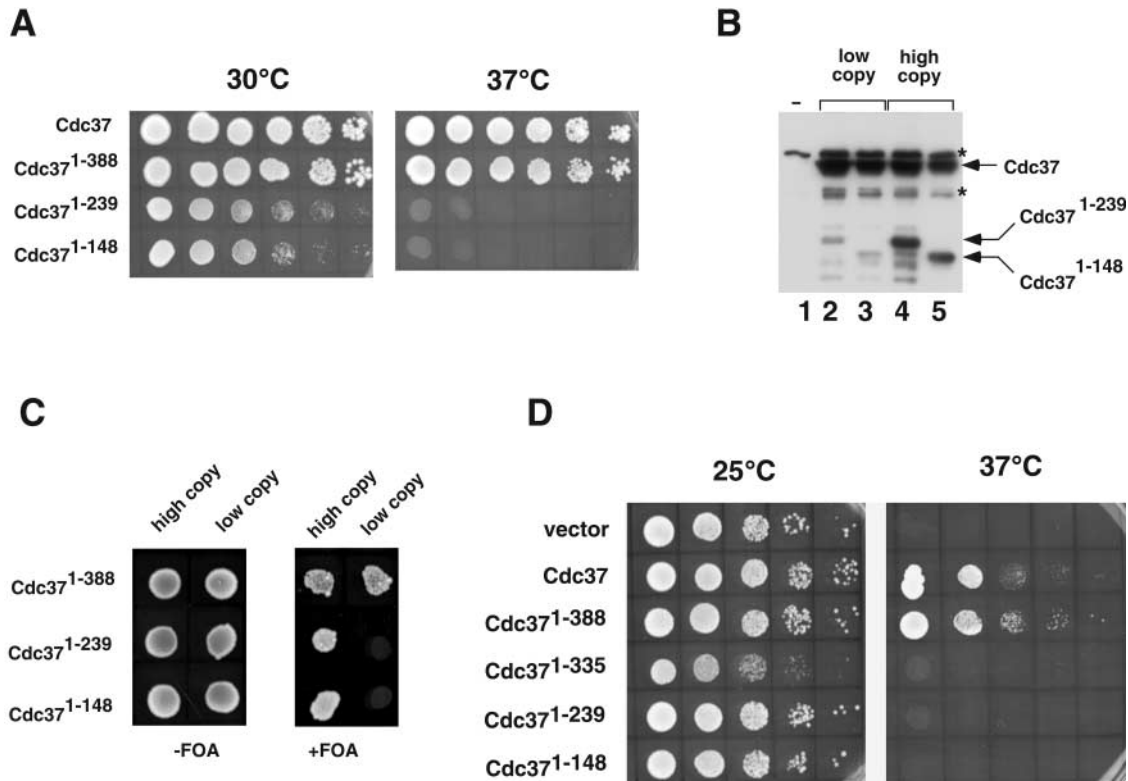 A
30°C 37°C
Cdc37
Cdc37 1-388
Cdc37 1-239
Cdc37 1-148
B
low copy high copy
-
*
Cdc37
*
Cdc37 1-239
Cdc37 1-148
1 2 3 4 5
C
high copy low copy high copy low copy
Cdc37 1-388
Cdc37 1-239
Cdc37 1-148
-FOA +FOA
D
25°C 37°C
vector
Cdc37
Cdc37 1-388
Cdc37 1-335
Cdc37 1-239
Cdc37 1-148